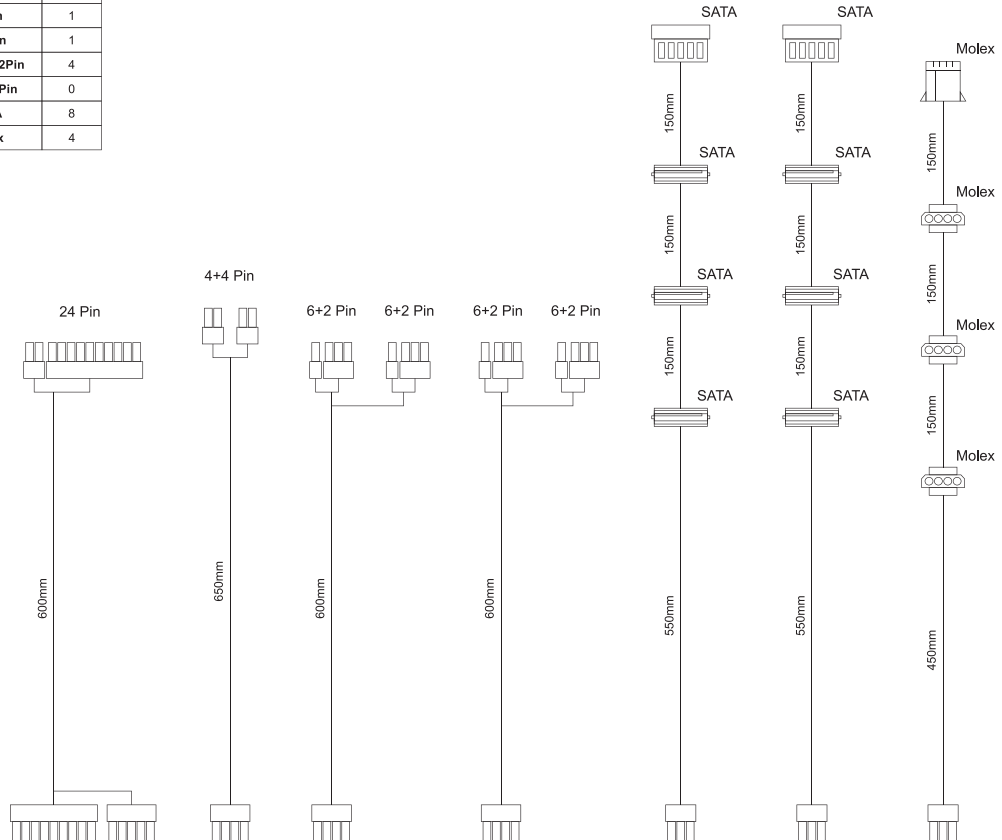 1
1
2Pin 4
Pin 0
8
4
SATA SATA
Molex
150mm 150mm 150mm
SATA SATA
Molex
150mm 150mm 150mm
4+4 Pin
SATA SATA
24 Pin
6+2 Pin 6+2 Pin 6+2 Pin 6+2 Pin
Molex
150mm 150mm 150mm
SATA SATA
Molex
600mm 650mm 600mm 600mm 550mm 550mm 450mm